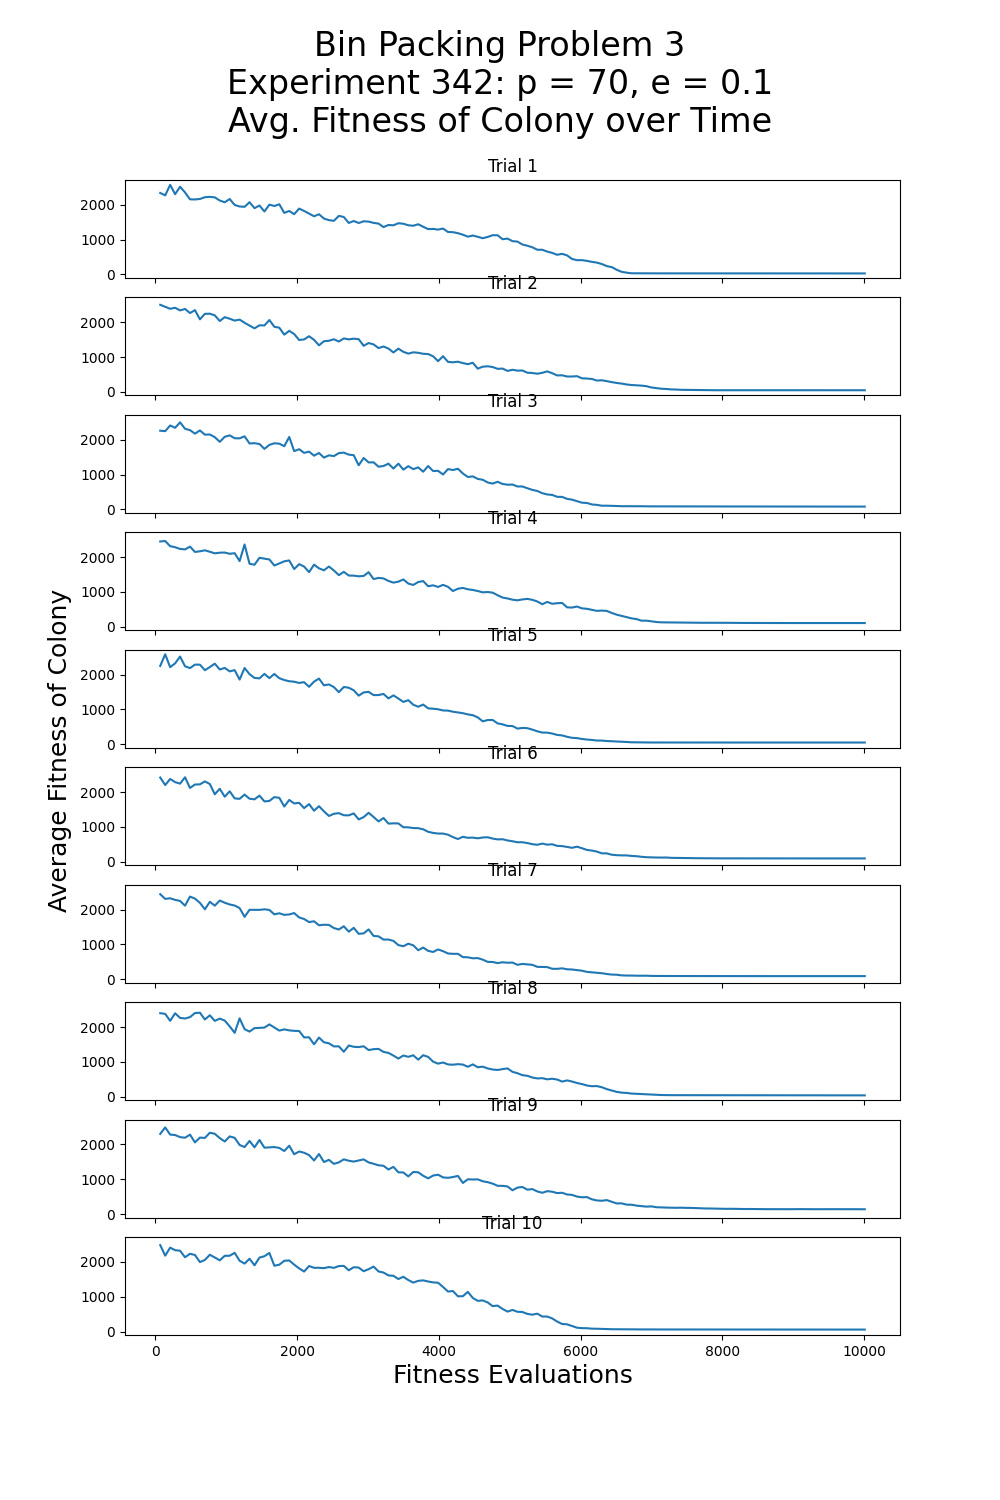 Bin Packing Problem 3
Experiment 342: p = 70, e = 0.1
Avg. Fitness of Colony over Time
Average Fitness of Colony
Trial 1
2000
1000
0
Trial 2
2000
1000
0
Trial 3
2000
1000
0
Trial 4
2000
1000
0
Trial 5
2000
1000
0
Trial 6
2000
1000
0
Trial 7
2000
1000
0
Trial 8
2000
1000
0
Trial 9
2000
1000
0
Trial 10
2000
1000
0
0 2000 4000 6000 8000 10000
Fitness Evaluations